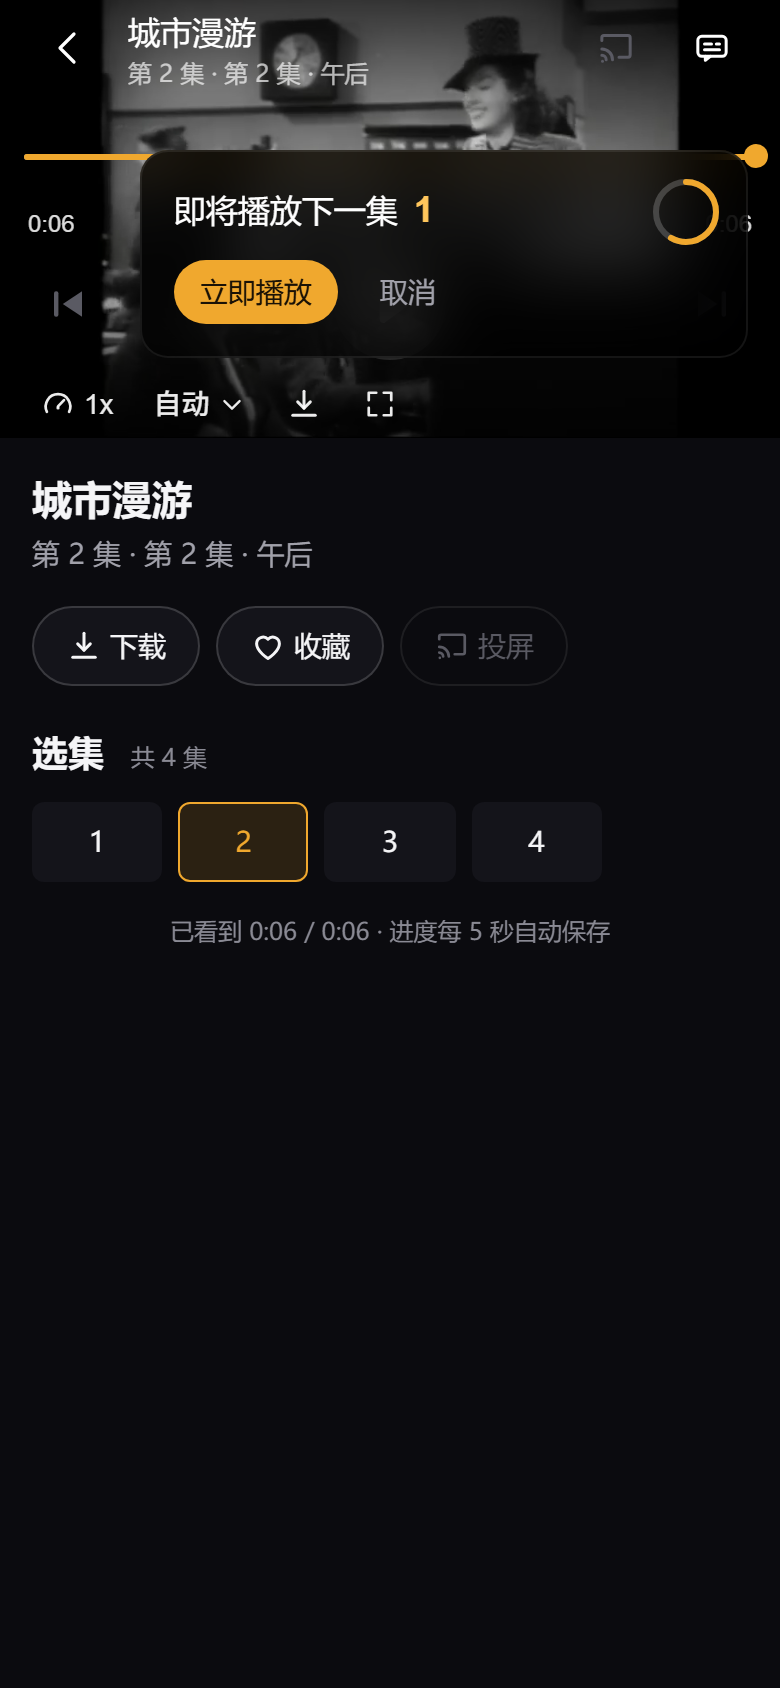 城市漫游
第 2 集 · 第 2 集 · 午后
0:06
:06
即将播放下一集 1
立即播放 取消
1x 自动
城市漫游
第 2 集 · 第 2 集 · 午后
下载 收藏 投屏
选集 共 4 集
1 2 3 4
已看到 0:06 / 0:06 · 进度每 5 秒自动保存